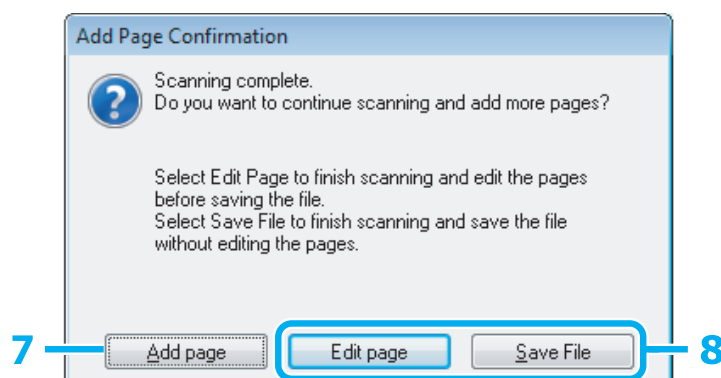 Add Page Confirmation
Scanning complete.
Do you want to continue scanning and add more pages?
Select Edit Page to finish scanning and edit the pages
before saving the file.
Select Save File to finish scanning and save the file
without editing the pages.
7 Add page Edit page Save File 8